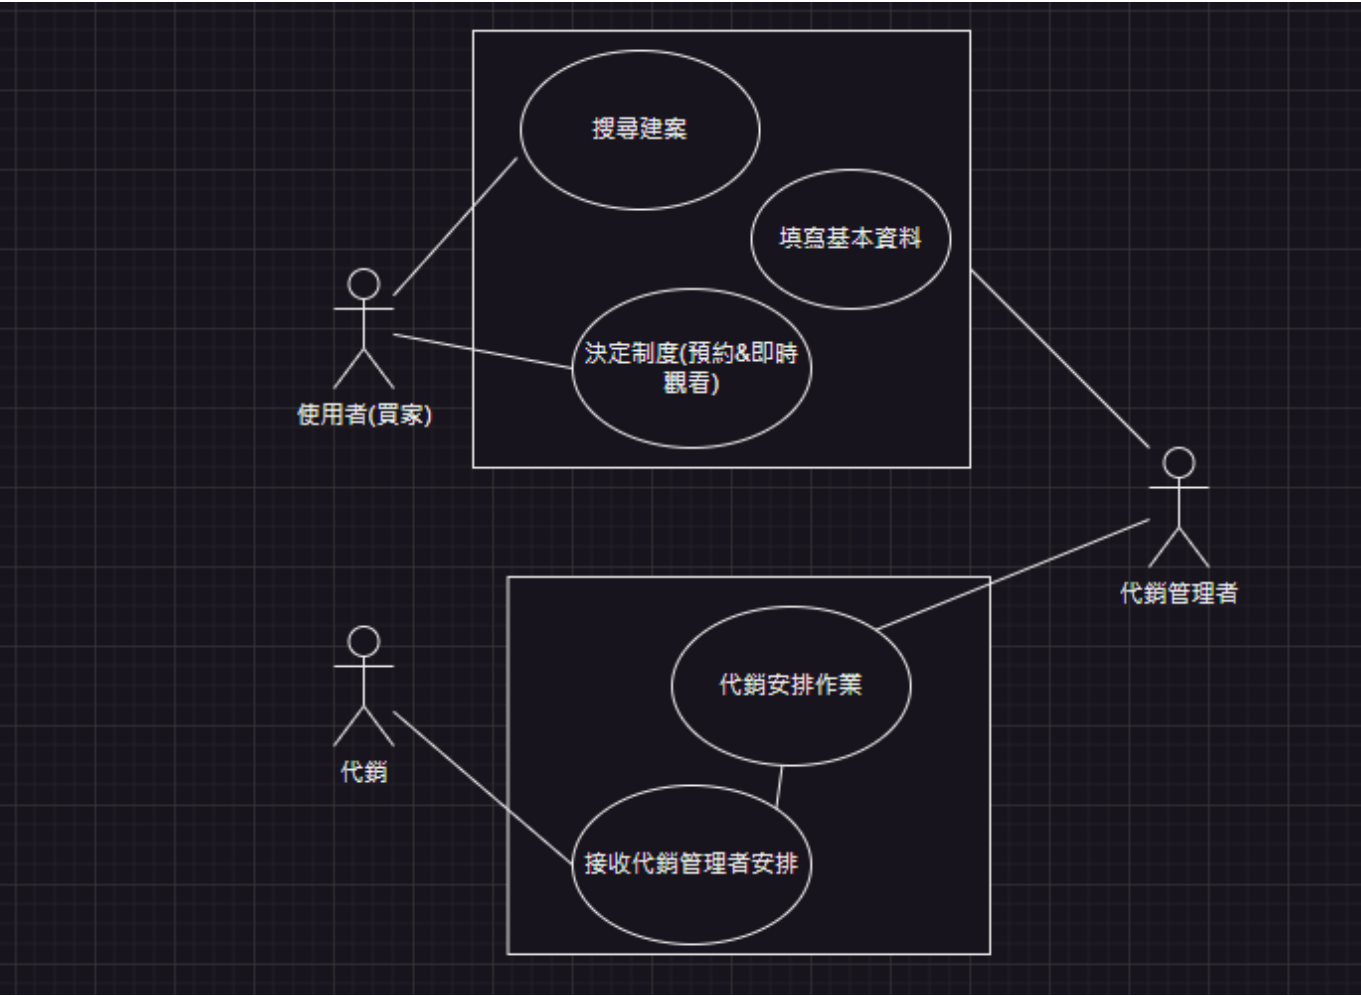 搜尋建案
填寫基本資料
決定制度(預約&即時
觀看)
使用者(買家)
代銷管理者
代銷安排作業
代銷
接收代銷管理者安排